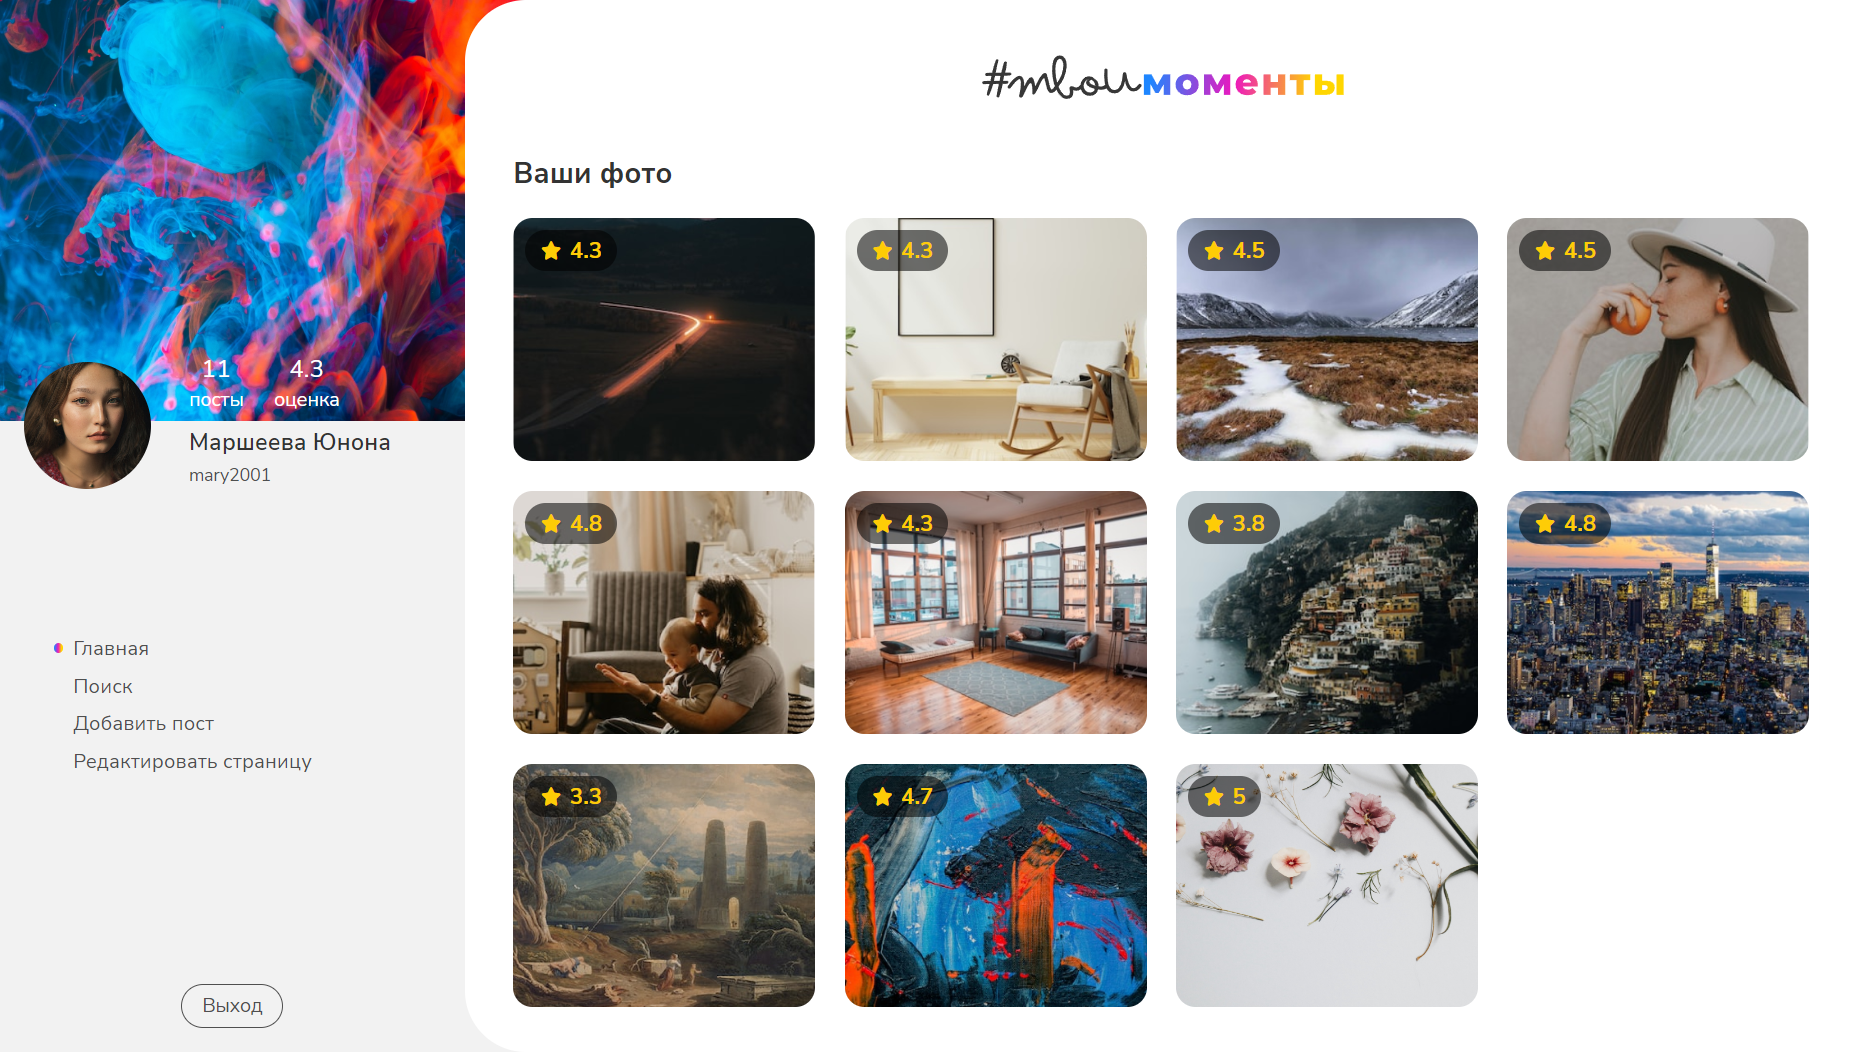 #твоимоменты
11
посты
4.3
оценка
Маршеева Юнона
mary2001
Главная
Поиск
Добавить пост
Редактировать страницу
Выход
Ваши фото
4.3
4.3
4.5
4.5
4.8
4.3
3.8
4.8
3.3
4.7
5